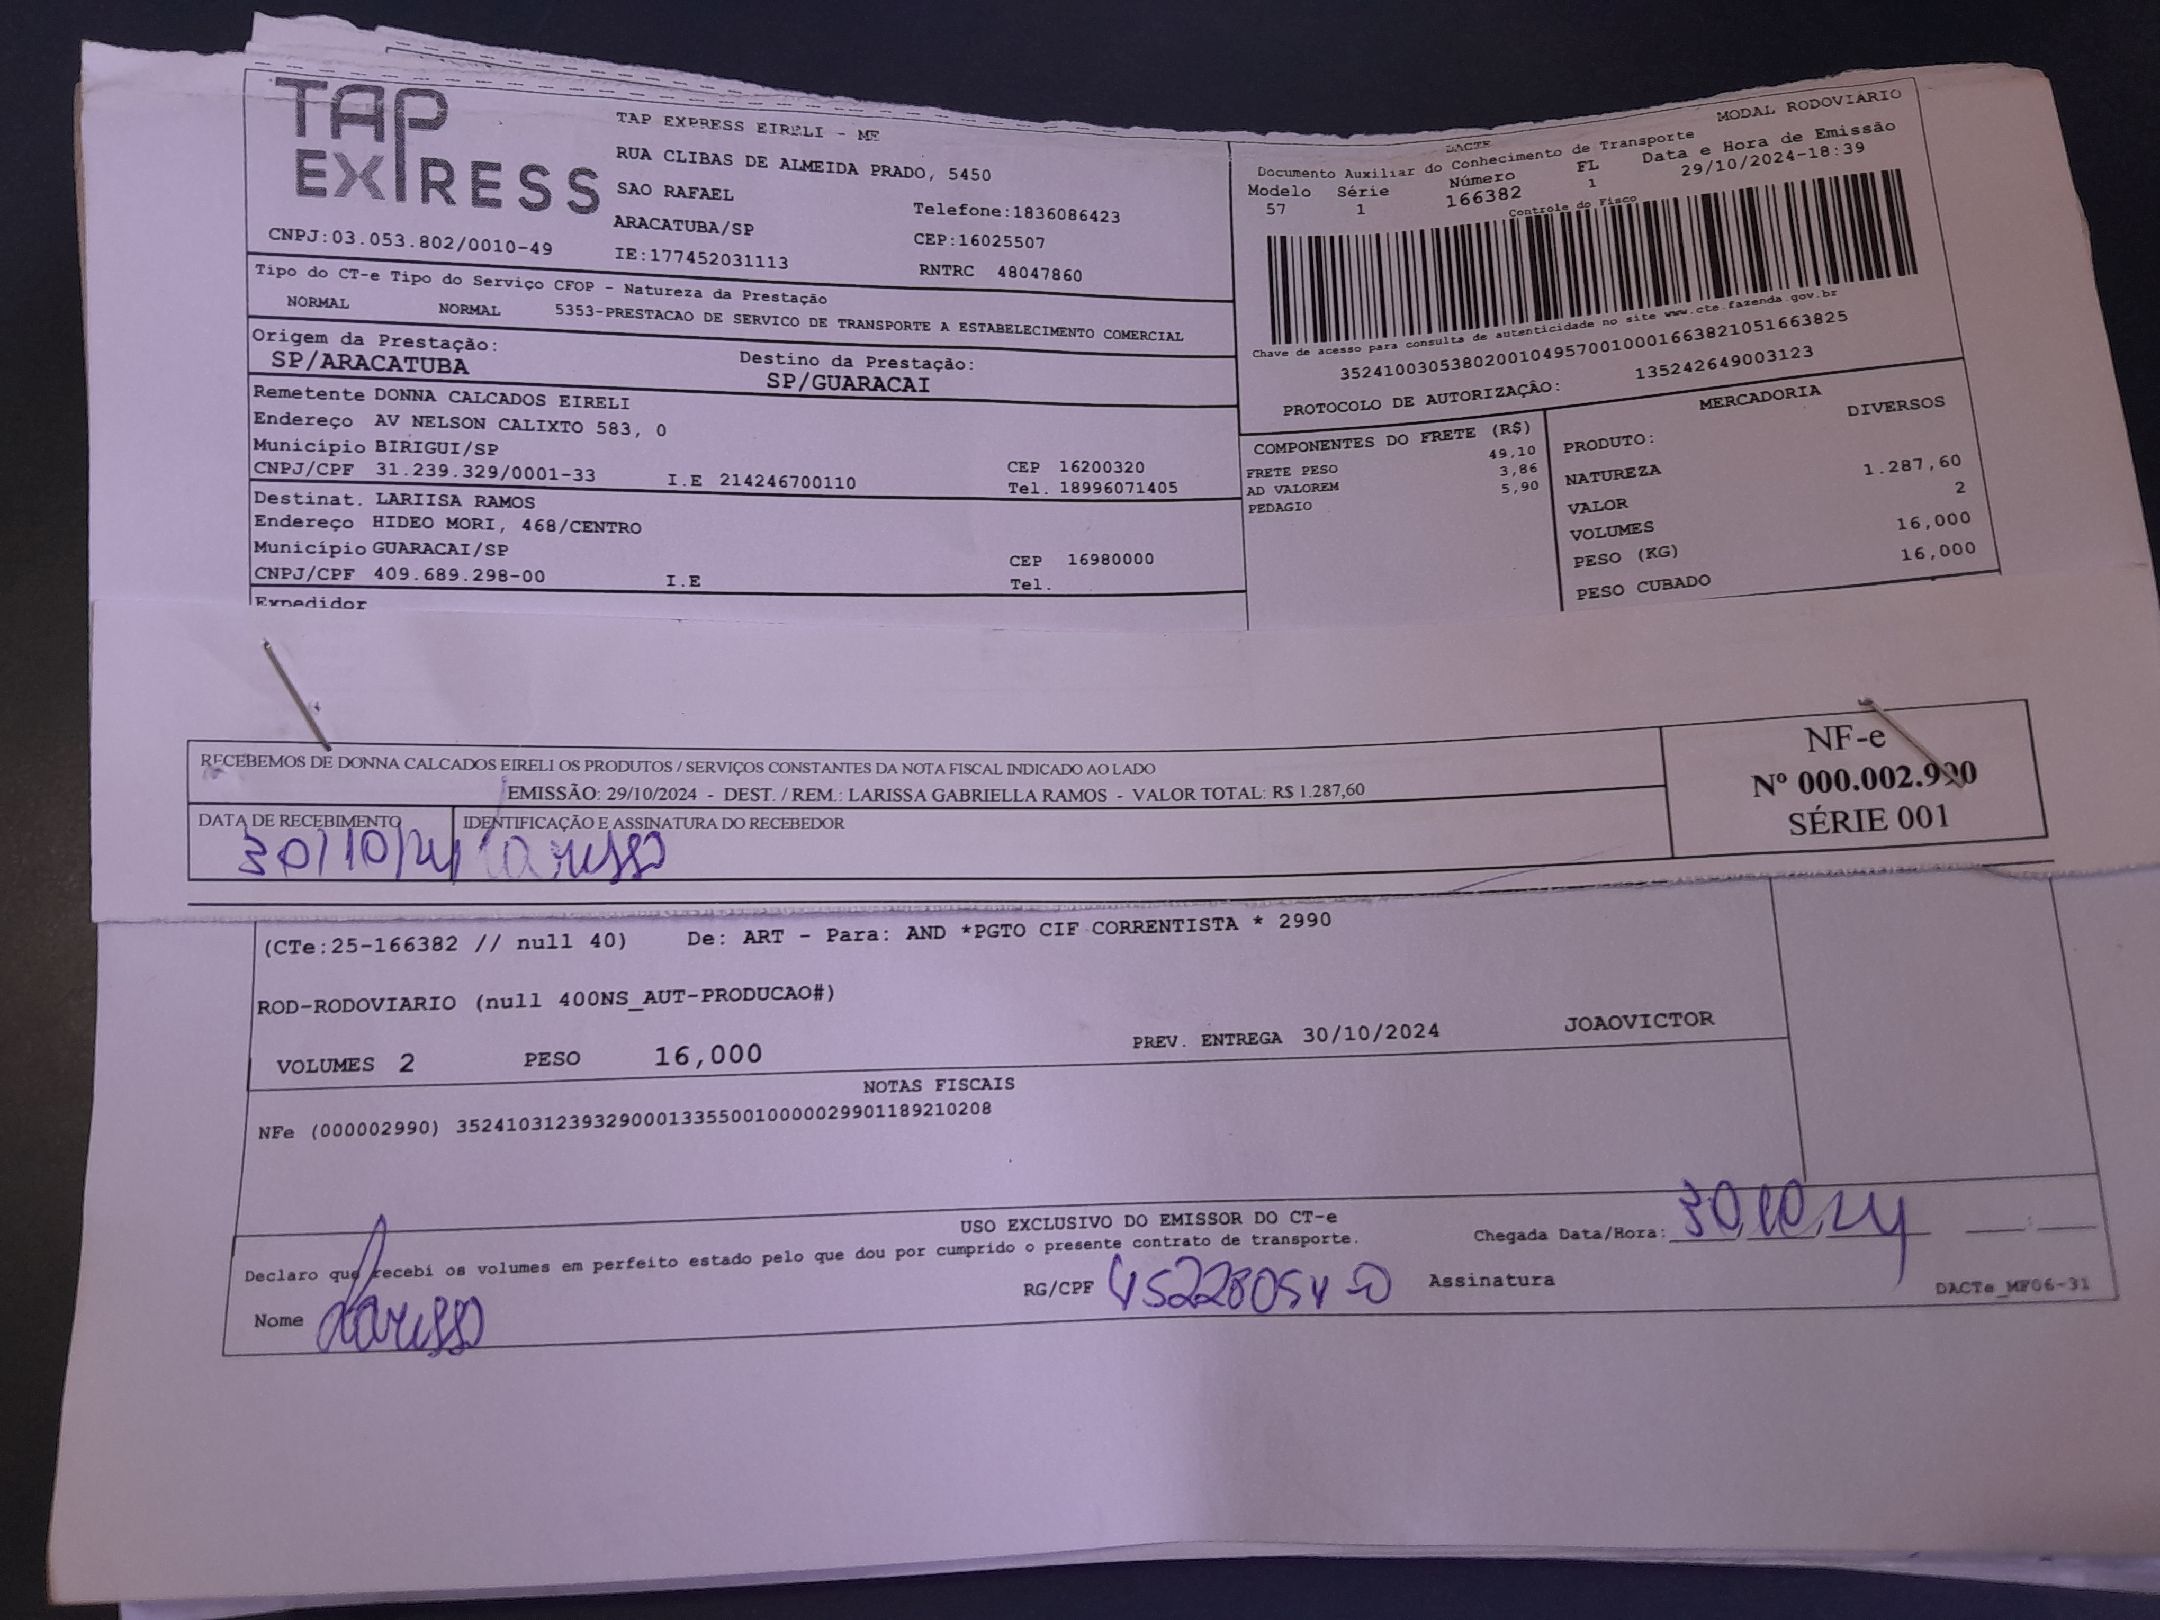 TAP EXPRESS
TAP EXPRESS EIRELI - ME
RUA CLIBAS DE ALMEIDA PRADO, 5450
SAO RAFAEL
Telefone:1836086423
ARACATUBA/SP
CEP:16025507
CNPJ:03.053.802/0010-49
IE:177452031113
RNTRC 48047860
Tipo do CT-e Tipo do Serviço CFOP - Natureza da Prestação
NORMAL NORMAL 5353-PRESTACAO DE SERVICO DE TRANSPORTE A ESTABELECIMENTO COMERCIAL
Origem da Prestação: Destino da Prestação:
SP/ARACATUBA SP/GUARACAI
Remetente DONNA CALCADOS EIRELI
Endereço AV NELSON CALIXTO 583, 0
Município BIRIGUI/SP CEP 16200320
CNPJ/CPF 31.239.329/0001-33 I.E 214246700110 Tel. 18996071405
Destinat. LARIISA RAMOS
Endereço HIDEO MORI, 468/CENTRO
Município GUARACAI/SP CEP 16980000
CNPJ/CPF 409.689.298-00 I.E Tel.
Expedidor
DACTE MODAL RODOVIÁRIO
Documento Auxiliar do Conhecimento de Transporte
Modelo Série Número FL Data e Hora de Emissão
57 1 166382 1 29/10/2024-18:39
Controle do Fisco
Chave de acesso para consulta de autenticidade no site www.cte.fazenda.gov.br
35241003053802001049570010001663821051663825
PROTOCOLO DE AUTORIZAÇÃO: 135242649003123
COMPONENTES DO FRETE (R$)
FRETE PESO 49,10
AD VALOREM 3,86
PEDAGIO 5,90
MERCADORIA
PRODUTO: DIVERSOS
NATUREZA
VALOR 1.287,60
VOLUMES 2
PESO (KG) 16,000
PESO CUBADO 16,000
RECEBEMOS DE DONNA CALCADOS EIRELI OS PRODUTOS / SERVIÇOS CONSTANTES DA NOTA FISCAL INDICADO AO LADO
EMISSÃO: 29/10/2024 - DEST. / REM.: LARISSA GABRIELLA RAMOS - VALOR TOTAL: R$ 1.287,60
DATA DE RECEBIMENTO IDENTIFICAÇÃO E ASSINATURA DO RECEBEDOR
30/10/24 Larissa
NF-e
Nº 000.002.990
SÉRIE 001
(CTe:25-166382 // null 40) De: ART - Para: AND *PGTO CIF CORRENTISTA * 2990
ROD-RODOVIARIO (null 400NS_AUT-PRODUCAO#)
VOLUMES 2 PESO 16,000 PREV. ENTREGA 30/10/2024 JOAOVICTOR
NOTAS FISCAIS
NFe (000002990) 35241031239329000133550010000029901189210208
USO EXCLUSIVO DO EMISSOR DO CT-e
Declaro que recebi os volumes em perfeito estado pelo que dou por cumprido o presente contrato de transporte.
Chegada Data/Hora: 30 10 24
Nome Larissa RG/CPF 45228054-0 Assinatura
DACTe_MF06-31